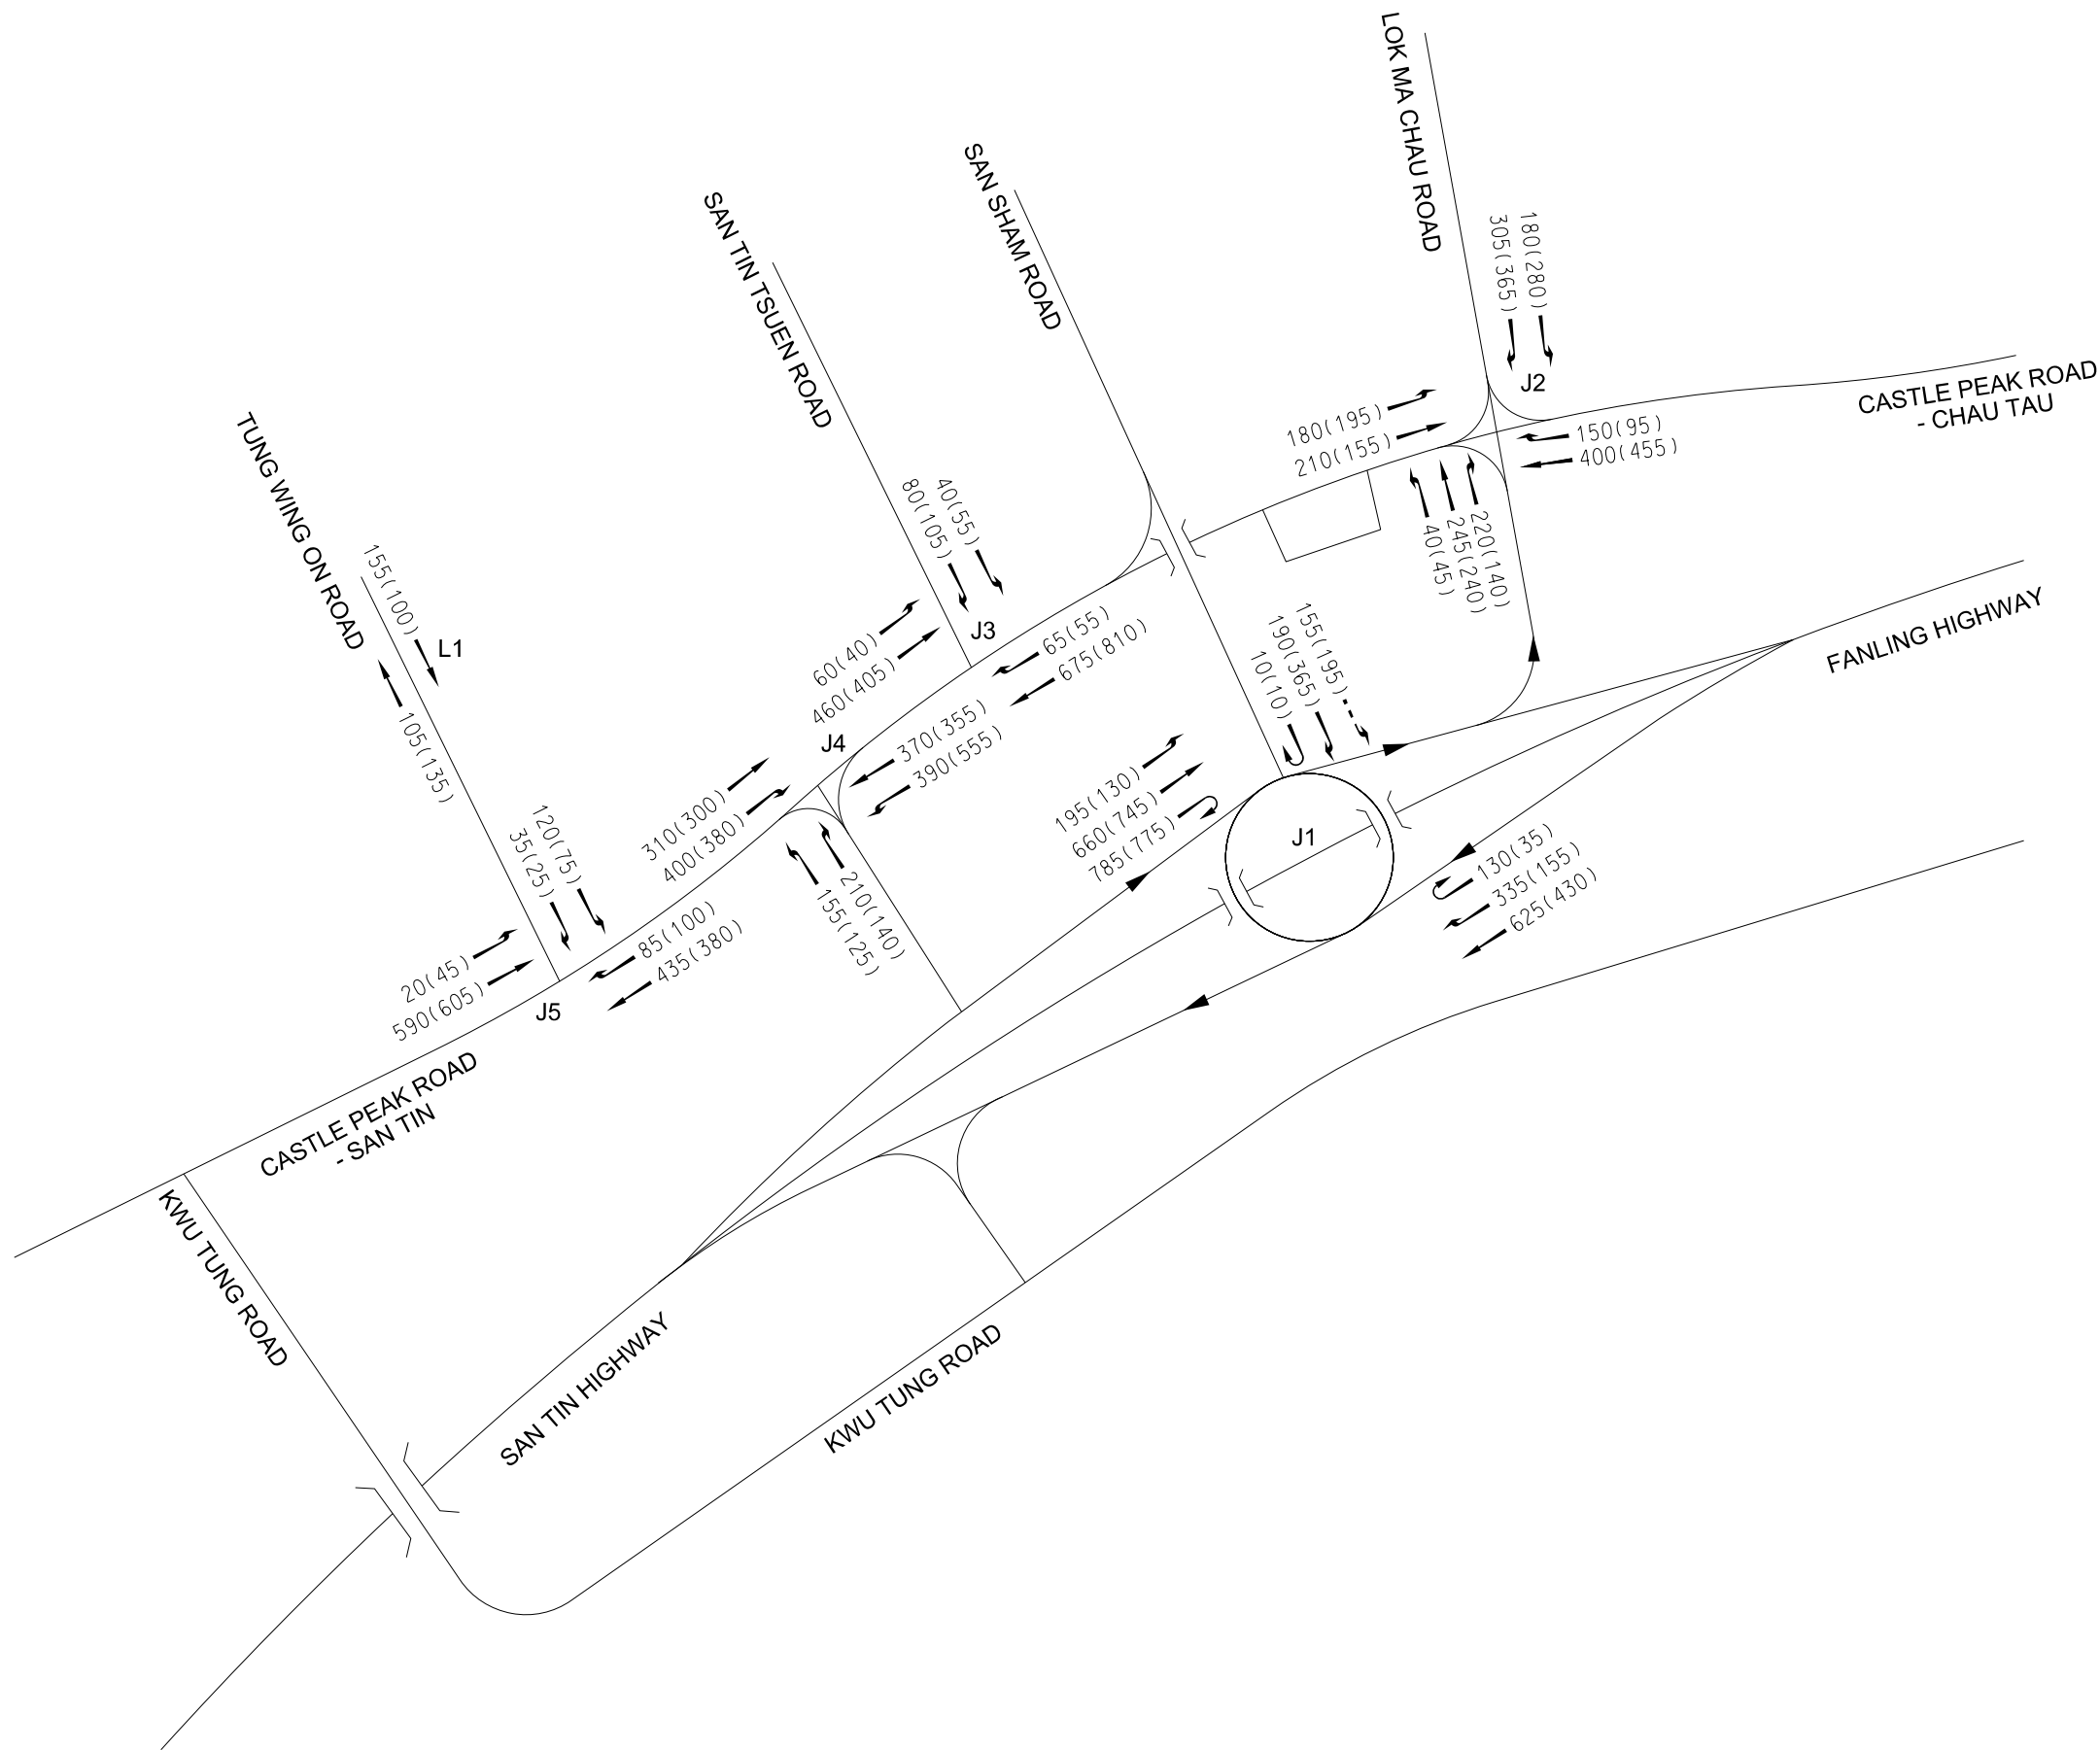 LOK MA CHAU ROAD
SAN SHAM ROAD
SAN TIN TSUEN ROAD
TUNG WING ON ROAD
180(280)
305(365)
J2
CASTLE PEAK ROAD
- CHAU TAU
180(195)
210(155)
150(95)
400(455)
40(45)
245(240)
220(140)
40(55)
80(105)
J3
60(40)
460(405)
65(55)
675(810)
155(100)
L1
105(135)
FANLING HIGHWAY
155(195)
190(365)
10(10)
J4
370(355)
390(555)
310(300)
400(380)
195(130)
660(745)
785(775)
J1
130(35)
335(155)
625(430)
210(140)
155(125)
120(75)
35(25)
85(100)
435(380)
20(45)
590(605)
J5
CASTLE PEAK ROAD
- SAN TIN
KWU TUNG ROAD
SAN TIN HIGHWAY
KWU TUNG ROAD